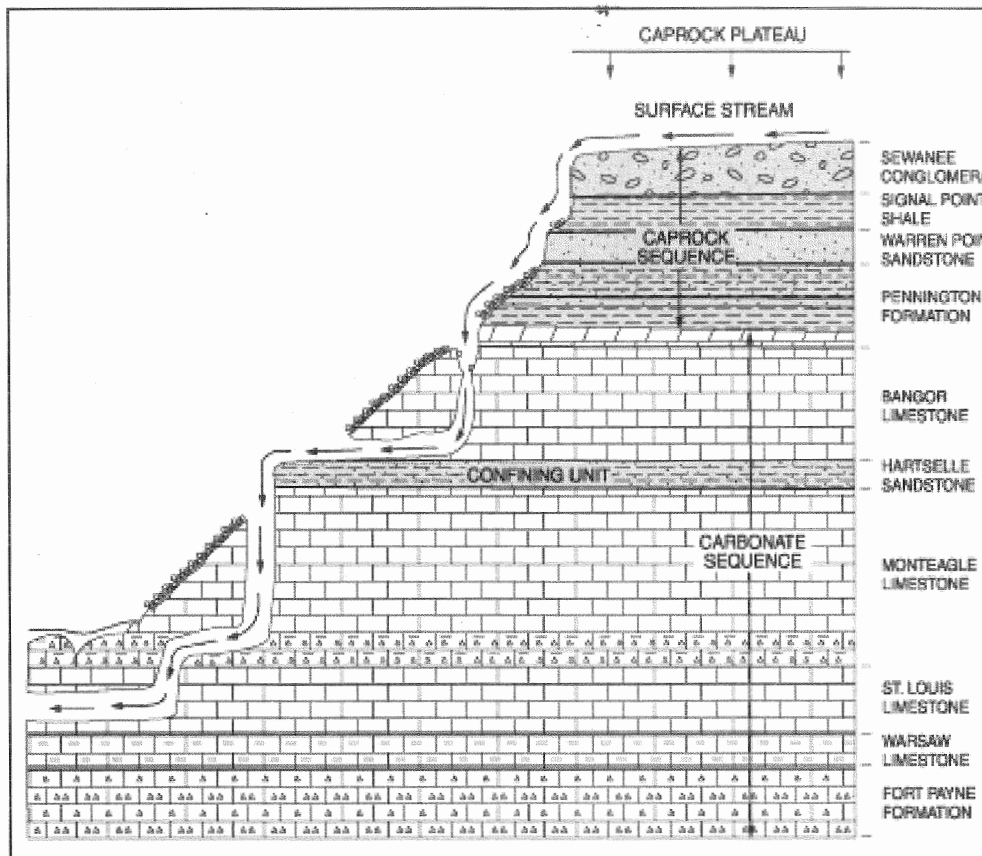 CAPROCK PLATEAU
SURFACE STREAM
SEWANEE
CONGLOMERA
SIGNAL POINT
SHALE
CAPROCK
SEQUENCE
WARREN POIN
SANDSTONE
PENNINGTON
FORMATION
BANGOR
LIMESTONE
CONFINING UNIT
HARTSELLE
SANDSTONE
CARBONATE
SEQUENCE
MONTEAGLE
LIMESTONE
ST. LOUIS
LIMESTONE
WARSAW
LIMESTONE
FORT PAYNE
FORMATION